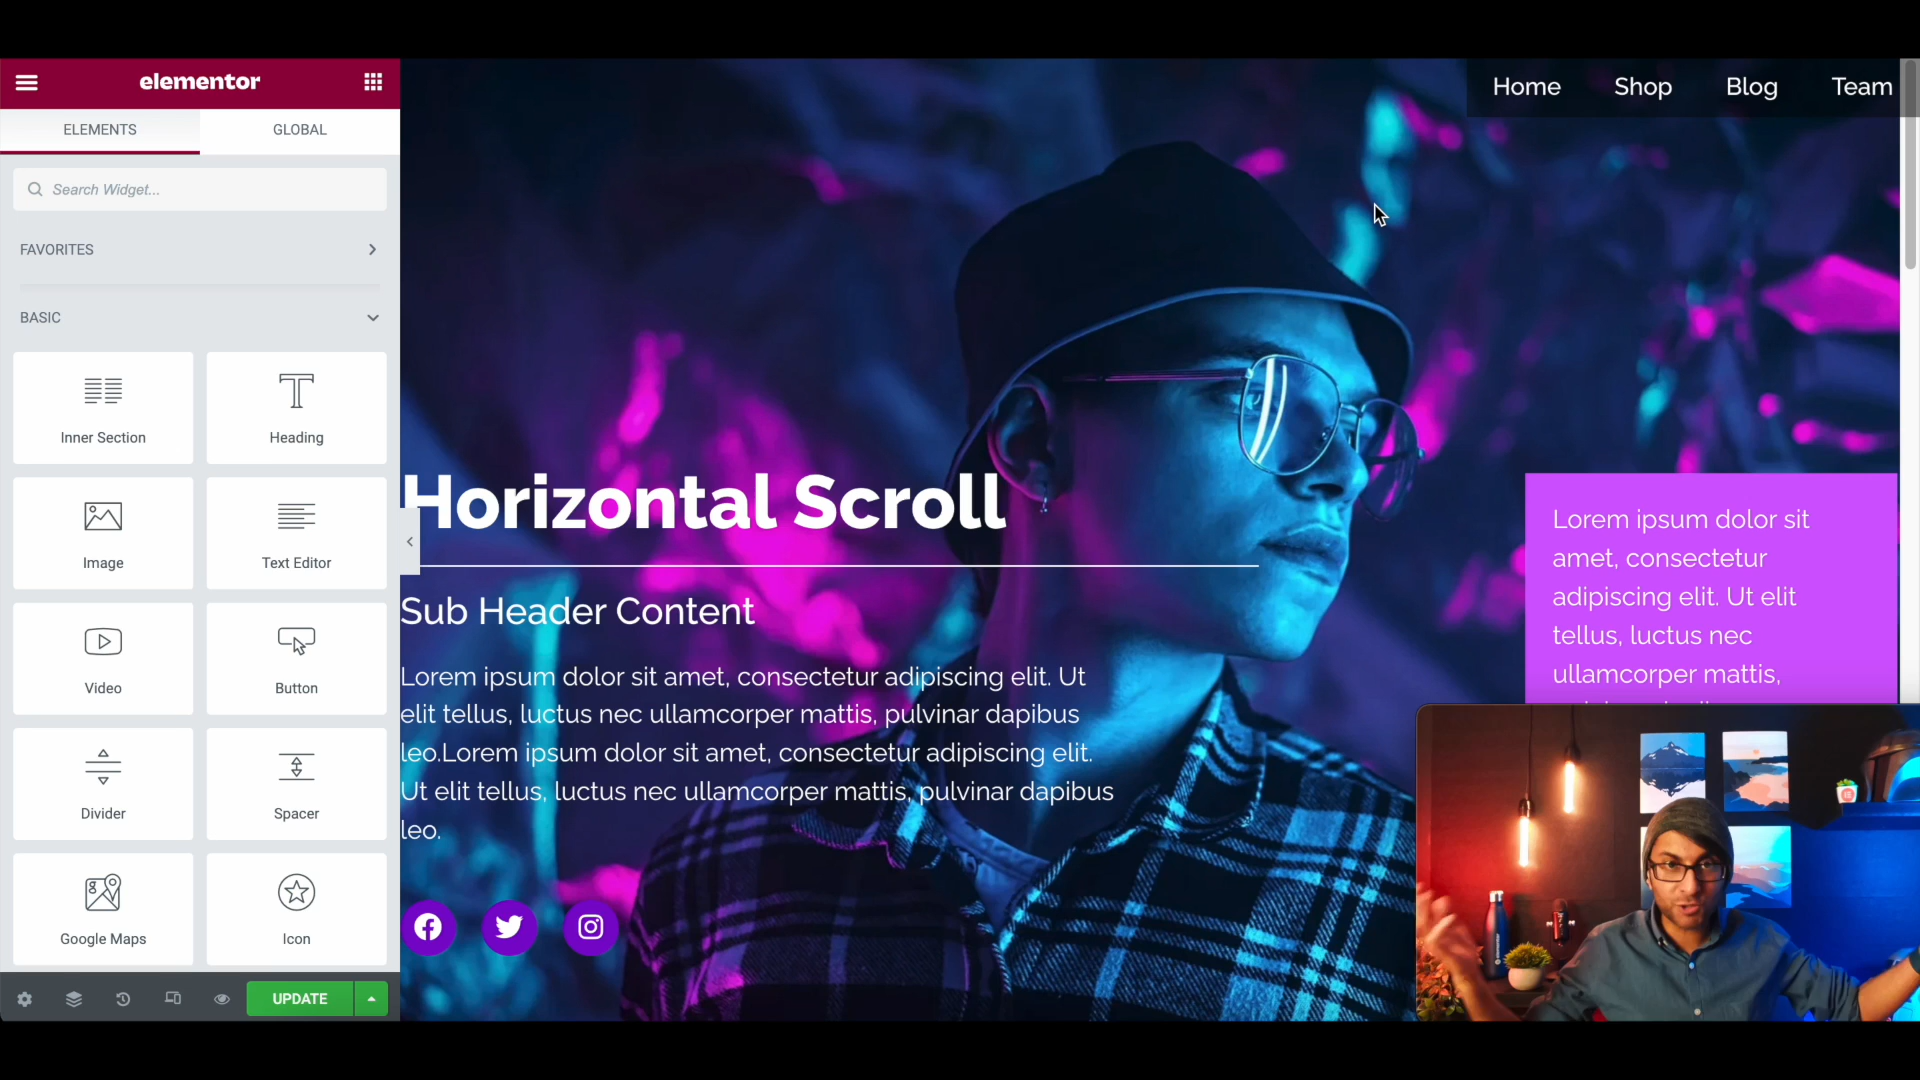 elementor
ELEMENTS
GLOBAL
Search Widget...
FAVORITES
BASIC
Inner Section
Heading
Image
Text Editor
Video
Button
Divider
Spacer
Google Maps
Icon
UPDATE
Home
Shop
Blog
Team
Horizontal Scroll
Sub Header Content
Lorem ipsum dolor sit amet, consectetur adipiscing elit. Ut
elit tellus, luctus nec ullamcorper mattis, pulvinar dapibus
leo.Lorem ipsum dolor sit amet, consectetur adipiscing elit.
Ut elit tellus, luctus nec ullamcorper mattis, pulvinar dapibus
leo.
Lorem ipsum dolor sit
amet, consectetur
adipiscing elit. Ut elit
tellus, luctus nec
ullamcorper mattis,